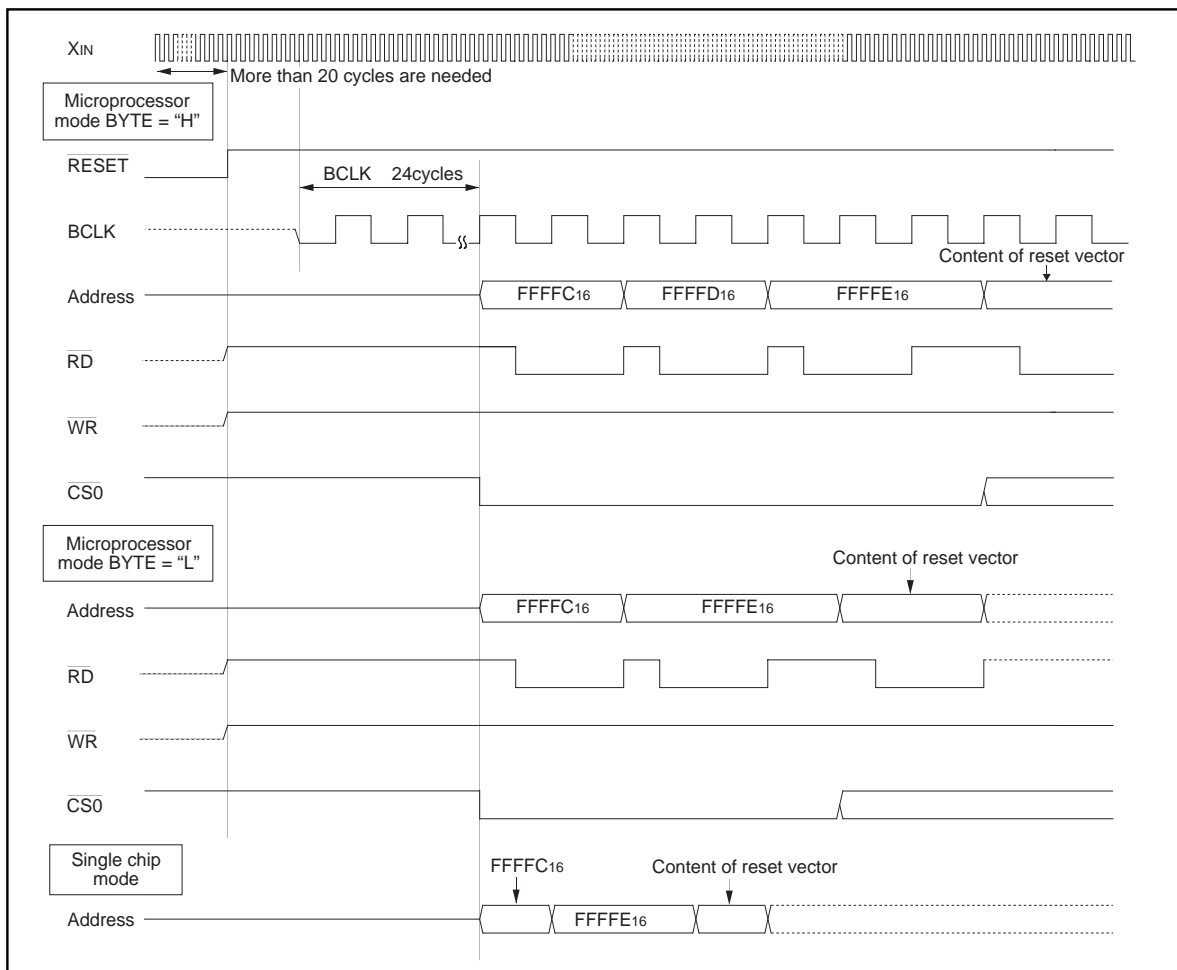 XIN
More than 20 cycles are needed
Microprocessor
mode BYTE = “H”
RESET
BCLK 24cycles
BCLK
Content of reset vector
Address
FFFFC16
FFFFD16
FFFFE16
RD
WR
CS0
Microprocessor
mode BYTE = “L”
Content of reset vector
Address
FFFFC16
FFFFE16
RD
WR
CS0
Single chip
mode
FFFFC16
Content of reset vector
Address
FFFFE16